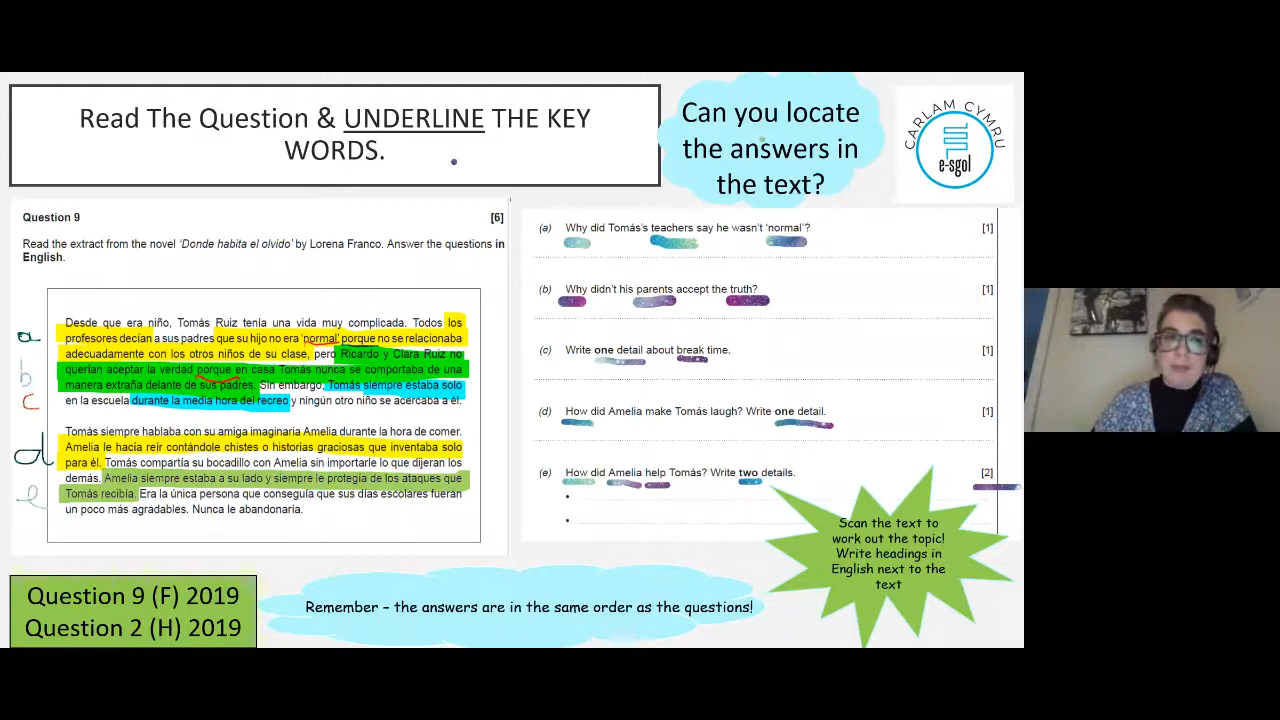 Read The Question & UNDERLINE THE KEY
WORDS.
Can you locate
the answers in
the text?
CARLAM CYMRU
e-sgol
Question 9 [6]
Read the extract from the novel ‘Donde habita el olvido’ by Lorena Franco. Answer the questions in
English.
Desde que era niño, Tomás Ruiz tenía una vida muy complicada. Todos los
profesores decían a sus padres que su hijo no era ‘normal’ porque no se relacionaba
adecuadamente con los otros niños de su clase, pero Ricardo y Clara Ruiz no
querían aceptar la verdad porque en casa Tomás nunca se comportaba de una
manera extraña delante de sus padres. Sin embargo, Tomás siempre estaba solo
en la escuela durante la media hora del recreo y ningún otro niño se acercaba a él.
Tomás siempre hablaba con su amiga imaginaria Amelia durante la hora de comer.
Amelia le hacía reír contándole chistes o historias graciosas que inventaba solo
para él. Tomás compartía su bocadillo con Amelia sin importarle lo que dijeran los
demás. Amelia siempre estaba a su lado y siempre le protegía de los ataques que
Tomás recibía. Era la única persona que conseguía que sus días escolares fueran
un poco más agradables. Nunca le abandonaría.
a
b
c
d
e
(a) Why did Tomás’s teachers say he wasn’t ‘normal’? [1]
(b) Why didn’t his parents accept the truth? [1]
(c) Write one detail about break time. [1]
(d) How did Amelia make Tomás laugh? Write one detail. [1]
(e) How did Amelia help Tomás? Write two details. [2]
•
•
Scan the text to
work out the topic!
Write headings in
English next to the
text
Question 9 (F) 2019
Question 2 (H) 2019
Remember – the answers are in the same order as the questions!